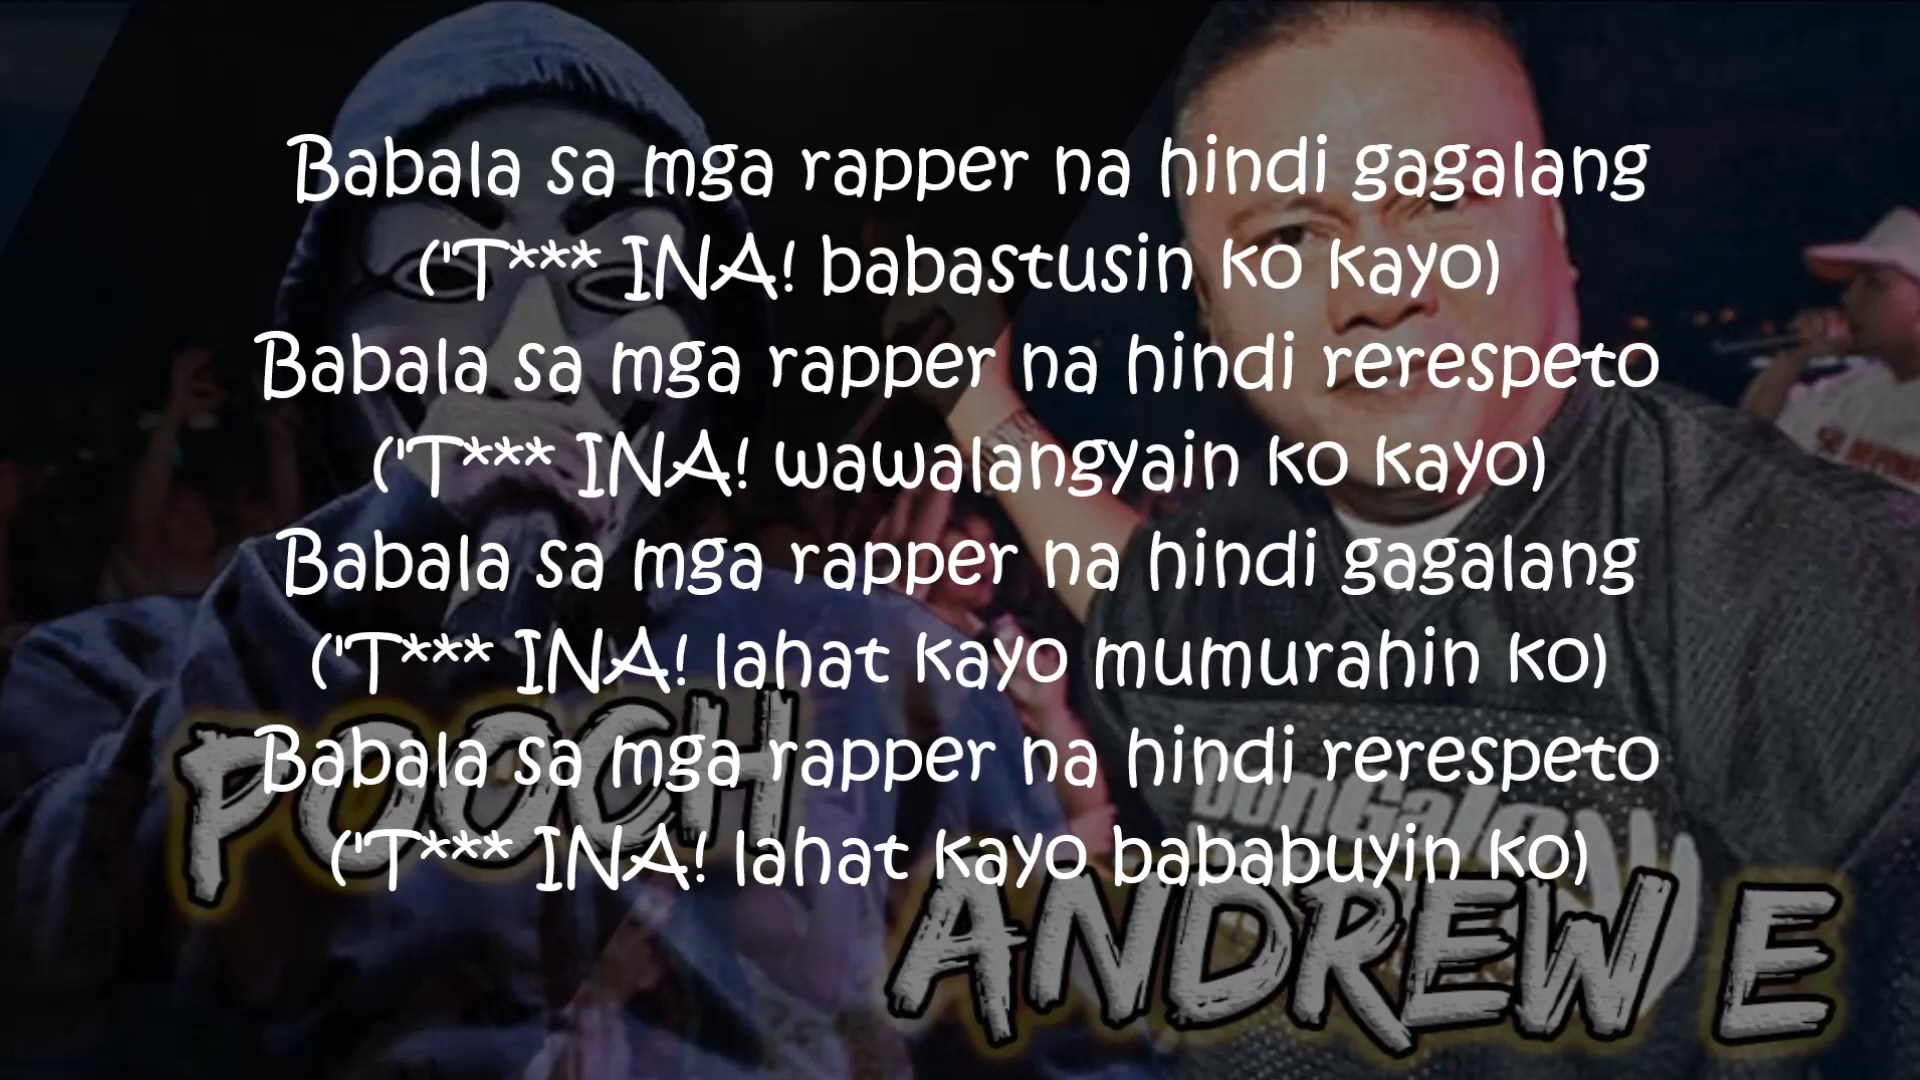 Babala sa mga rapper na hindi gagalang
('T*** INA! babastusin ko kayo)
Babala sa mga rapper na hindi rerespeto
('T*** INA! wawalangyain ko kayo)
Babala sa mga rapper na hindi gagalang
('T*** INA! lahat kayo mumurahin ko)
Babala sa mga rapper na hindi rerespeto
('T*** INA! lahat kayo bababuyin ko)
POOCH
ANDREW E